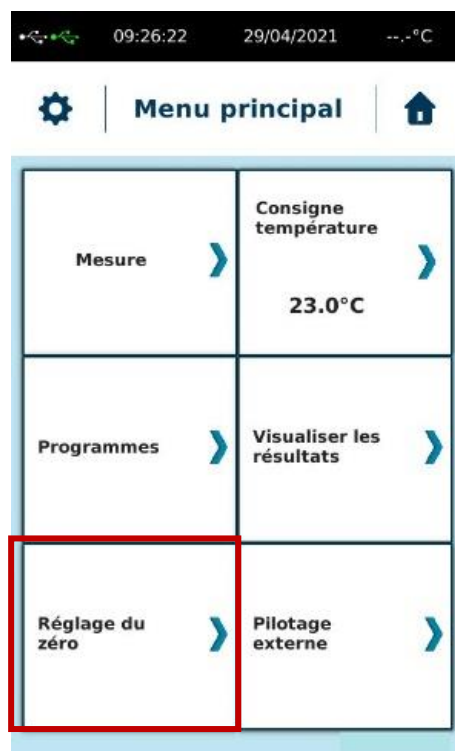 09:26:22 29/04/2021 --.-°C
Menu principal
Mesure
Consigne
température
23.0°C
Programmes
Visualiser les
résultats
Réglage du
zéro
Pilotage
externe